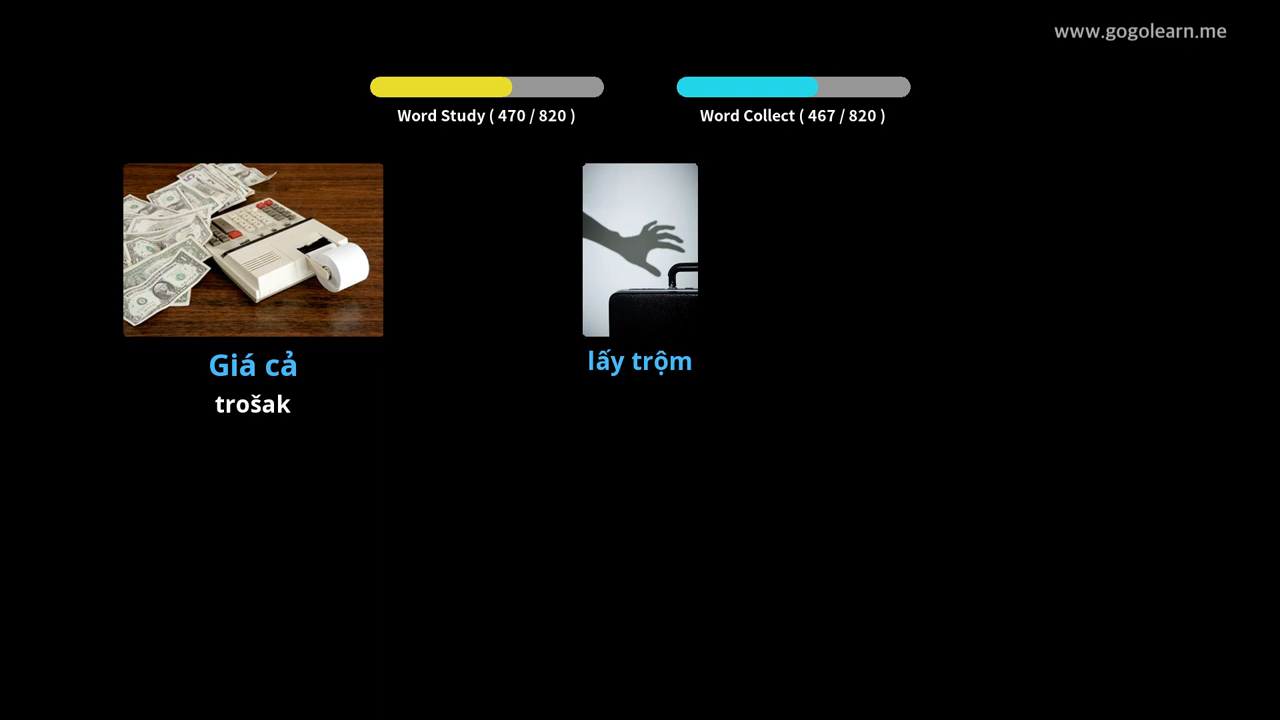 www.gogolearn.me
Word Study ( 470 / 820 )
Word Collect ( 467 / 820 )
Giá cả
trošak
lấy trộm